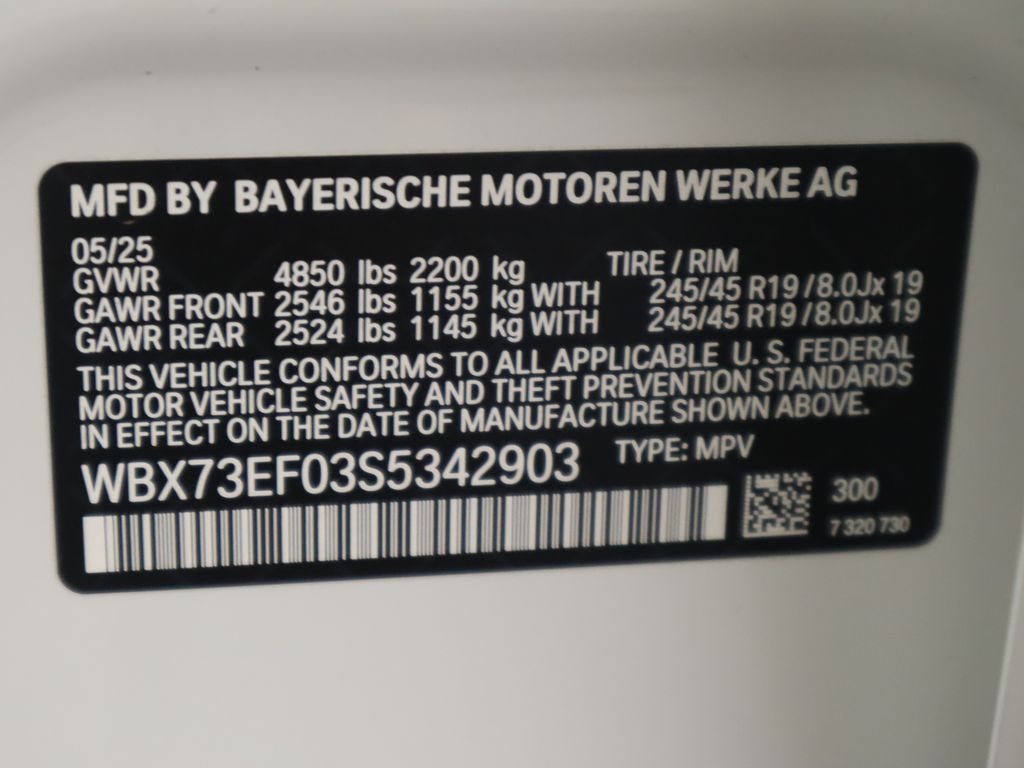 MFD BY BAYERISCHE MOTOREN WERKE AG
05/25
GVWR 4850 lbs 2200 kg TIRE / RIM
GAWR FRONT 2546 lbs 1155 kg WITH 245/45 R19 / 8.0Jx 19
GAWR REAR 2524 lbs 1145 kg WITH 245/45 R19 / 8.0Jx 19
THIS VEHICLE CONFORMS TO ALL APPLICABLE U. S. FEDERAL
MOTOR VEHICLE SAFETY AND THEFT PREVENTION STANDARDS
IN EFFECT ON THE DATE OF MANUFACTURE SHOWN ABOVE.
WBX73EF03S5342903 TYPE: MPV
300
7 320 730